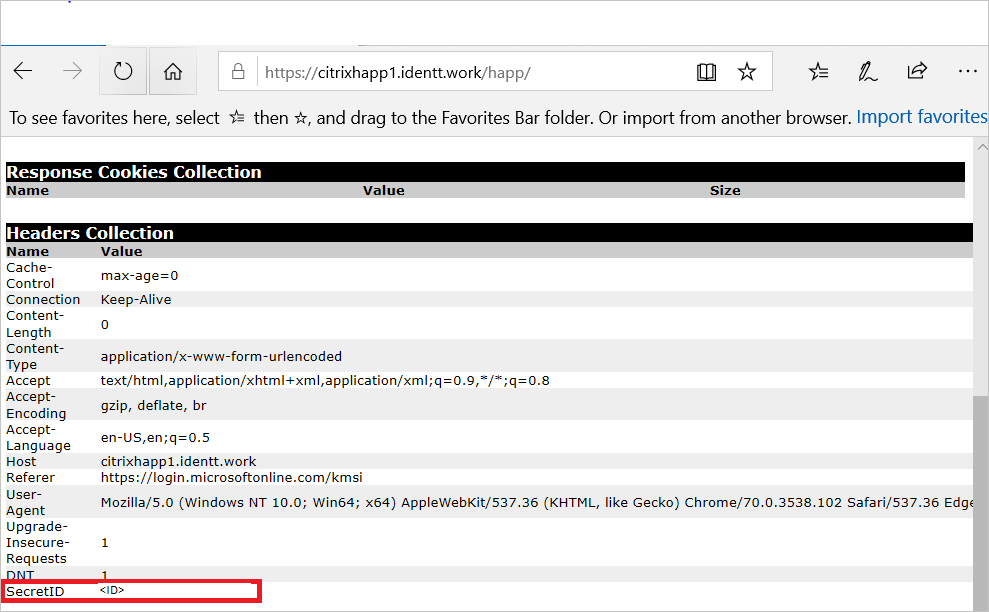 https://citrixhapp1.identt.work/happ/
To see favorites here, select then , and drag to the Favorites Bar folder. Or import from another browser. Import favorites
Response Cookies Collection
Name Value Size
Headers Collection
Name Value
Cache-
Control max-age=0
Connection Keep-Alive
Content-
Length 0
Content-
Type application/x-www-form-urlencoded
Accept text/html,application/xhtml+xml,application/xml;q=0.9,*/*;q=0.8
Accept-
Encoding gzip, deflate, br
Accept-
Language en-US,en;q=0.5
Host citrixhapp1.identt.work
Referer https://login.microsoftonline.com/kmsi
User-
Agent Mozilla/5.0 (Windows NT 10.0; Win64; x64) AppleWebKit/537.36 (KHTML, like Gecko) Chrome/70.0.3538.102 Safari/537.36 Edge
Upgrade-
Insecure- 1
Requests
DNT 1
SecretID <ID>